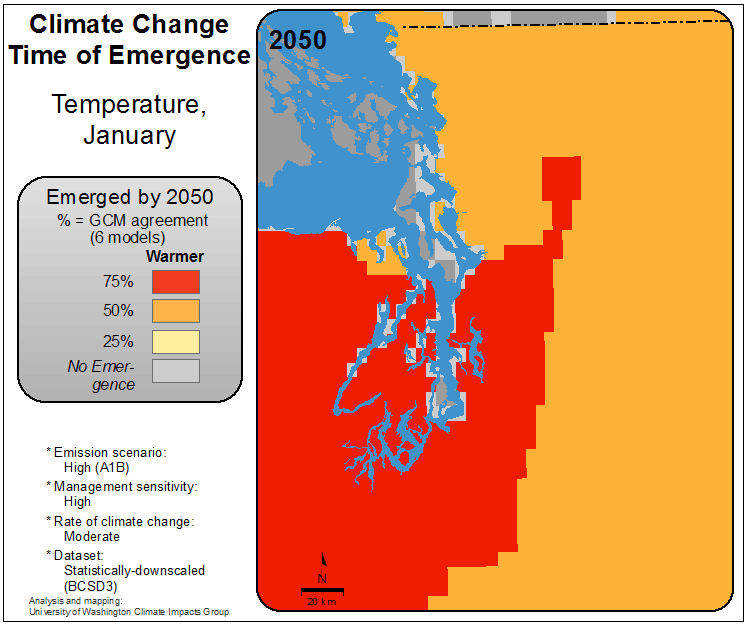 Climate Change
Time of Emergence
Temperature,
January
Emerged by 2050
% = GCM agreement
(6 models)
Warmer
75%
50%
25%
No Emer-
gence
* Emission scenario:
High (A1B)
* Management sensitivity:
High
* Rate of climate change:
Moderate
* Dataset:
Statistically-downscaled
(BCSD3)
Analysis and mapping:
University of Washington Climate Impacts Group
2050
N
20 km